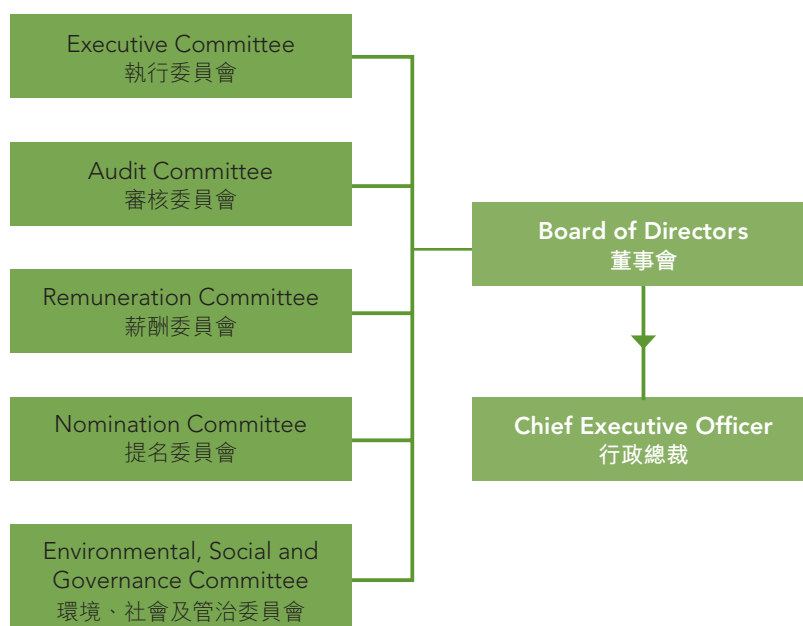 Executive Committee
執行委員會
Audit Committee
審核委員會
Remuneration Committee
薪酬委員會
Nomination Committee
提名委員會
Environmental, Social and
Governance Committee
環境、社會及管治委員會
Board of Directors
董事會
Chief Executive Officer
行政總裁